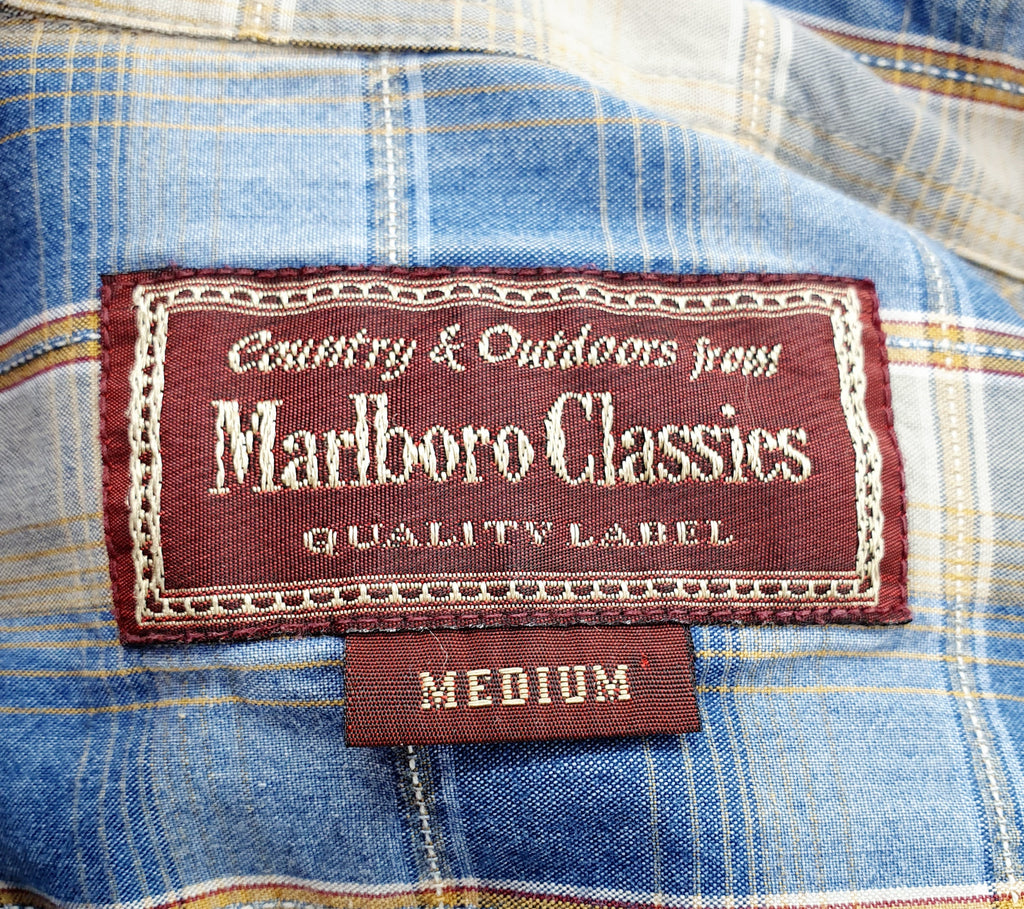 Country & Outdoors from
Marlboro Classics
QUALITY LABEL
MEDIUM